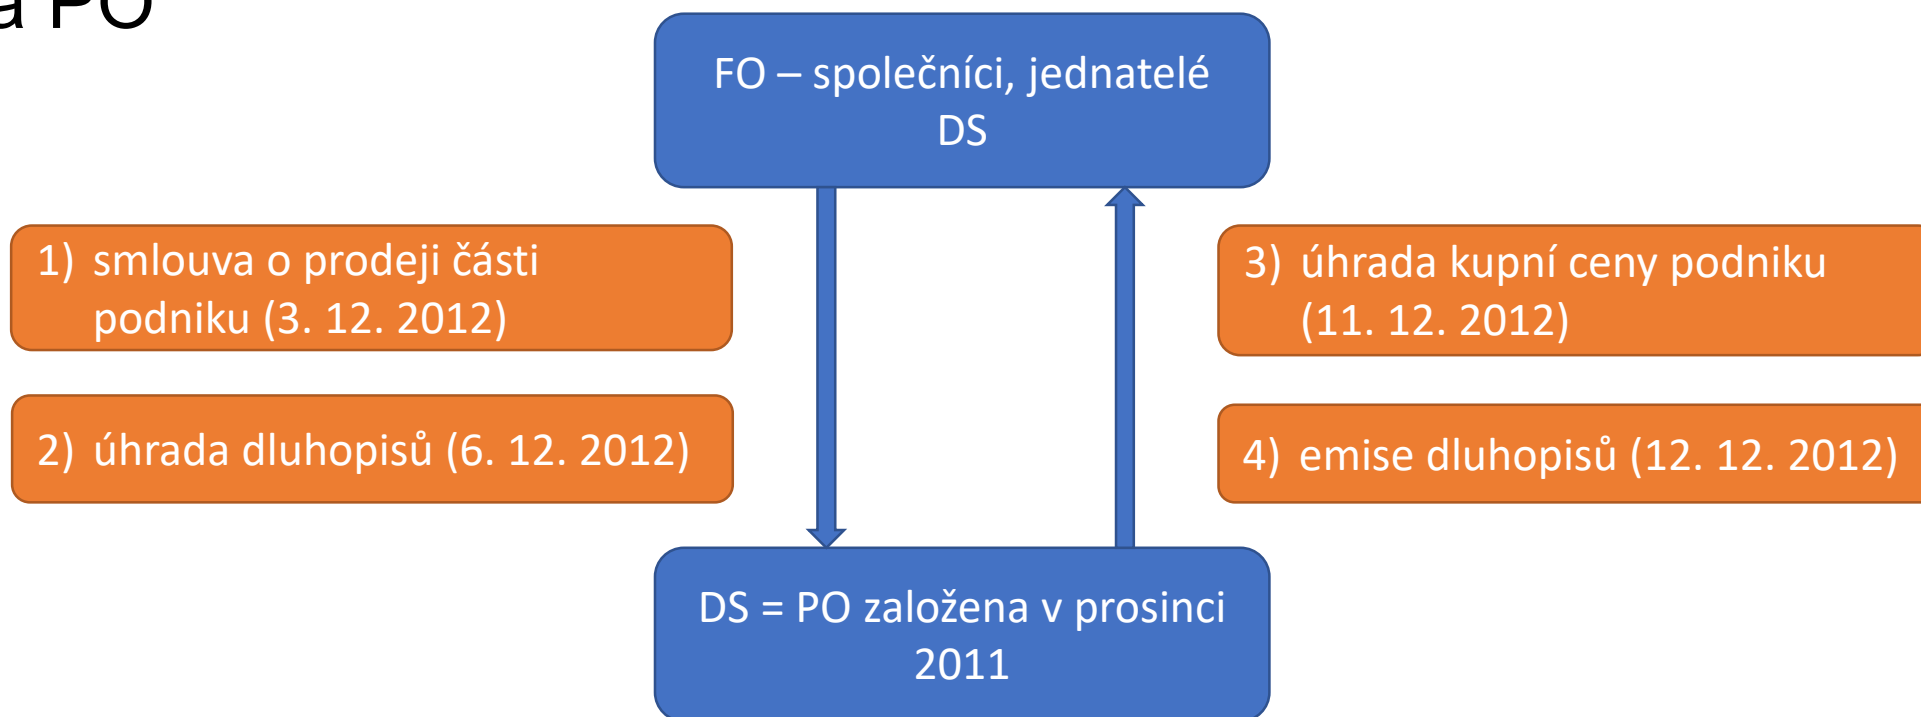 a PO
FO – společníci, jednatelé
DS
1) smlouva o prodeji části
podniku (3. 12. 2012)
2) úhrada dluhopisů (6. 12. 2012)
3) úhrada kupní ceny podniku
(11. 12. 2012)
4) emise dluhopisů (12. 12. 2012)
DS = PO založena v prosinci
2011